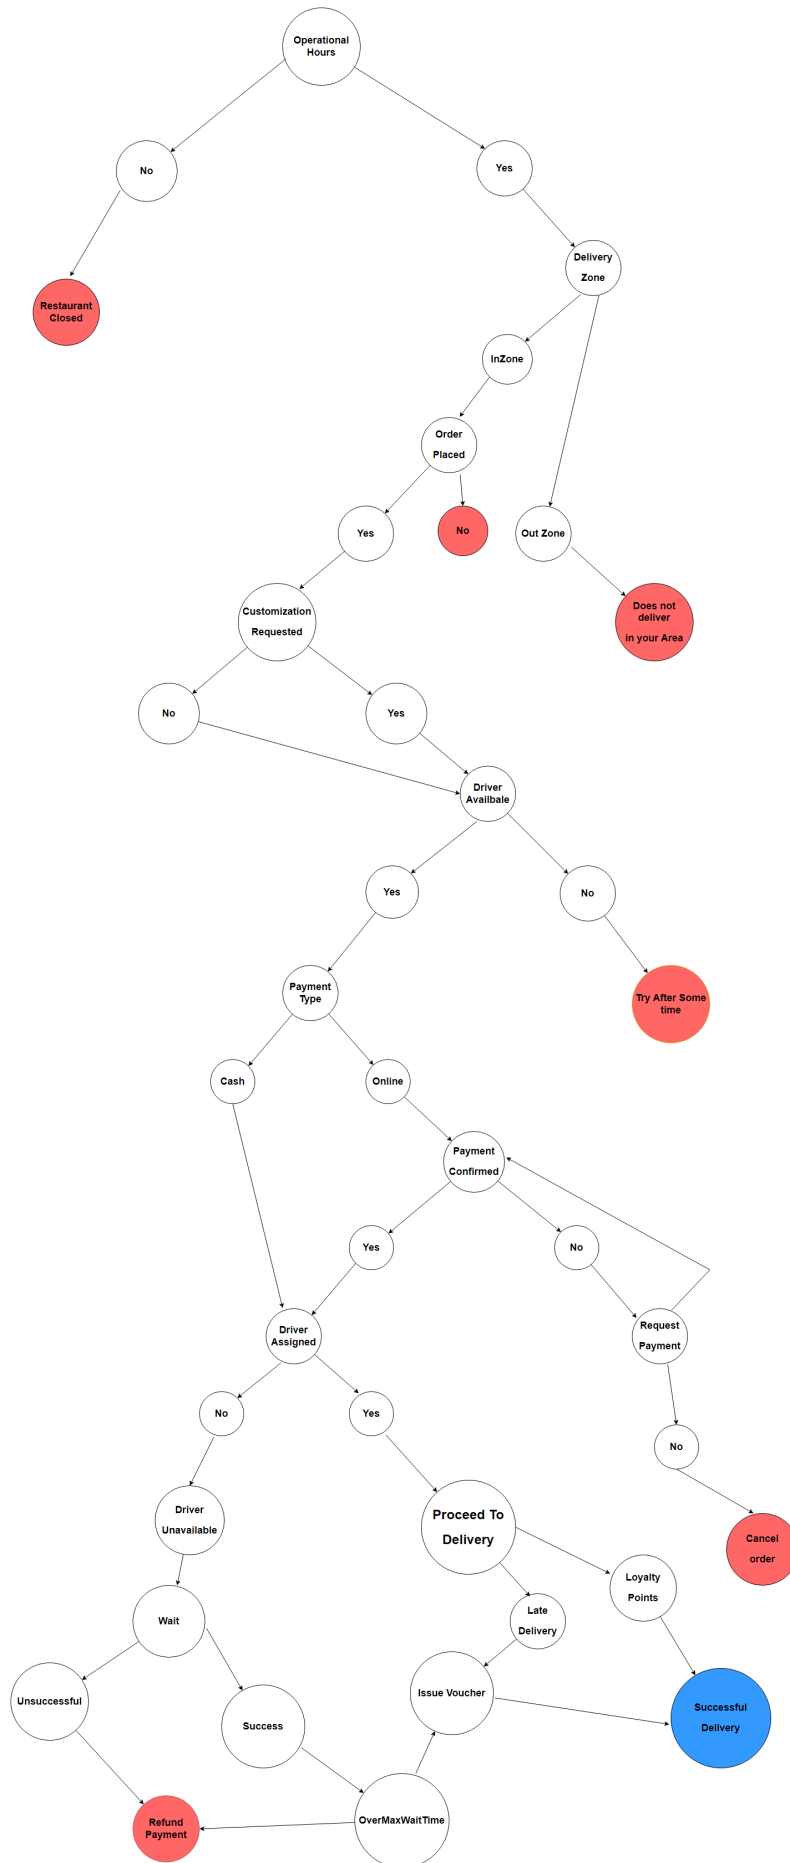 Operational
Hours
No
Yes
Delivery
Zone
Restaurant
Closed
InZone
Order
Placed
Yes
No
Out Zone
Customization
Requested
Does not
deliver
in your Area
No
Yes
Driver
Availbale
Yes
No
Payment
Type
Try After Some
time
Cash
Online
Payment
Confirmed
Yes
No
Driver
Assigned
Request
Payment
No
Yes
No
Driver
Unavailable
Proceed To
Delivery
Cancel
order
Loyalty
Points
Wait
Late
Delivery
Unsuccessful
Success
Issue Voucher
Successful
Delivery
Refund
Payment
OverMaxWaitTime